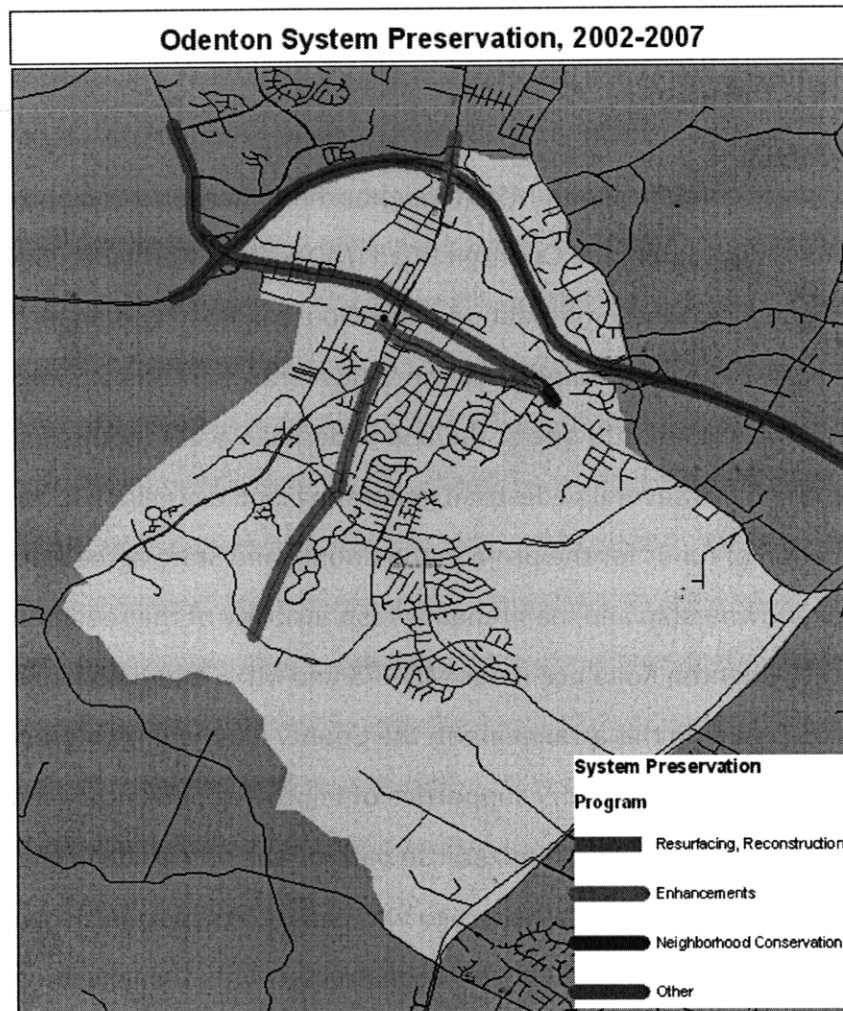 Odenton System Preservation, 2002-2007
System Preservation
Program
Resurfacing, Reconstruction
Enhancements
Neighborhood Conservation
Other